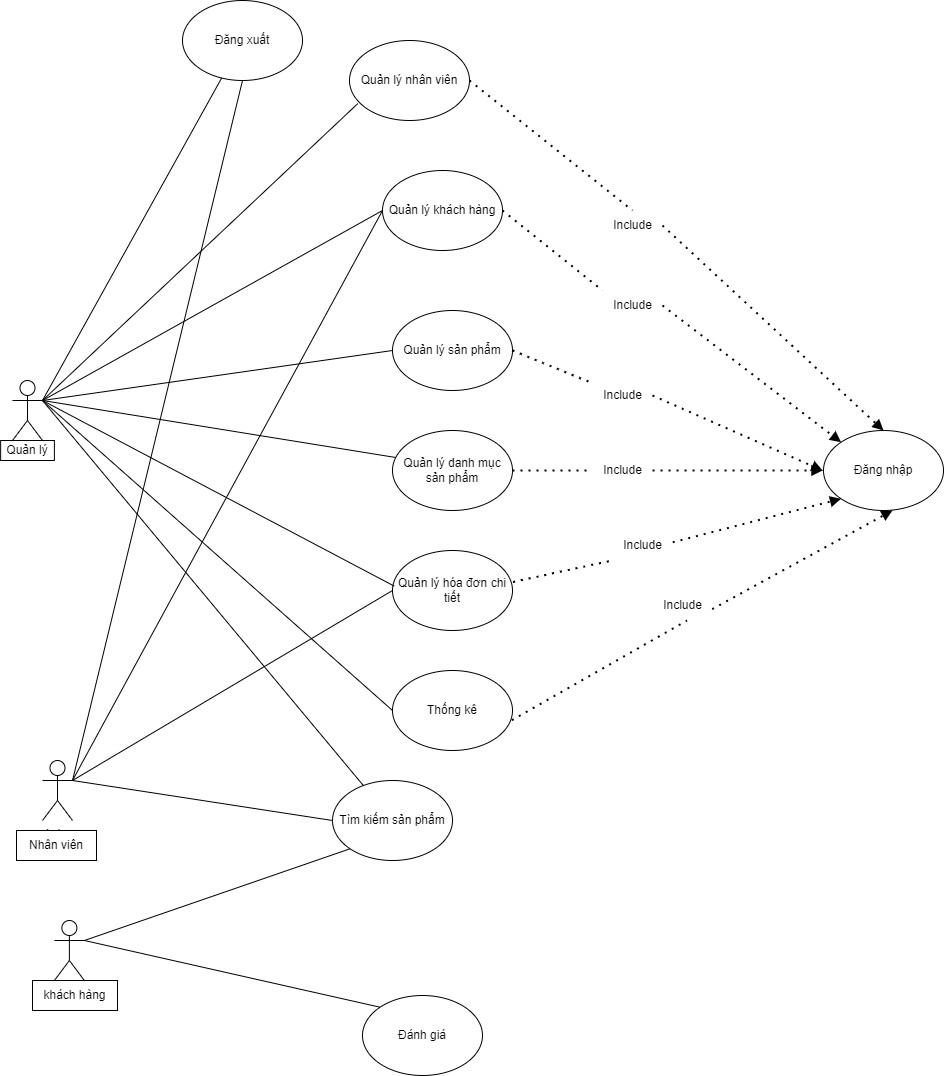 Đăng xuất
Quản lý nhân viên
Quản lý khách hàng
Include
Include
Quản lý sản phẩm
Include
Quản lý
Quản lý danh mục
sản phẩm
Include
Đăng nhập
Include
Quản lý hóa đơn chi
tiết
Include
Thống kê
Tìm kiếm sản phẩm
Nhân viên
khách hàng
Đánh giá